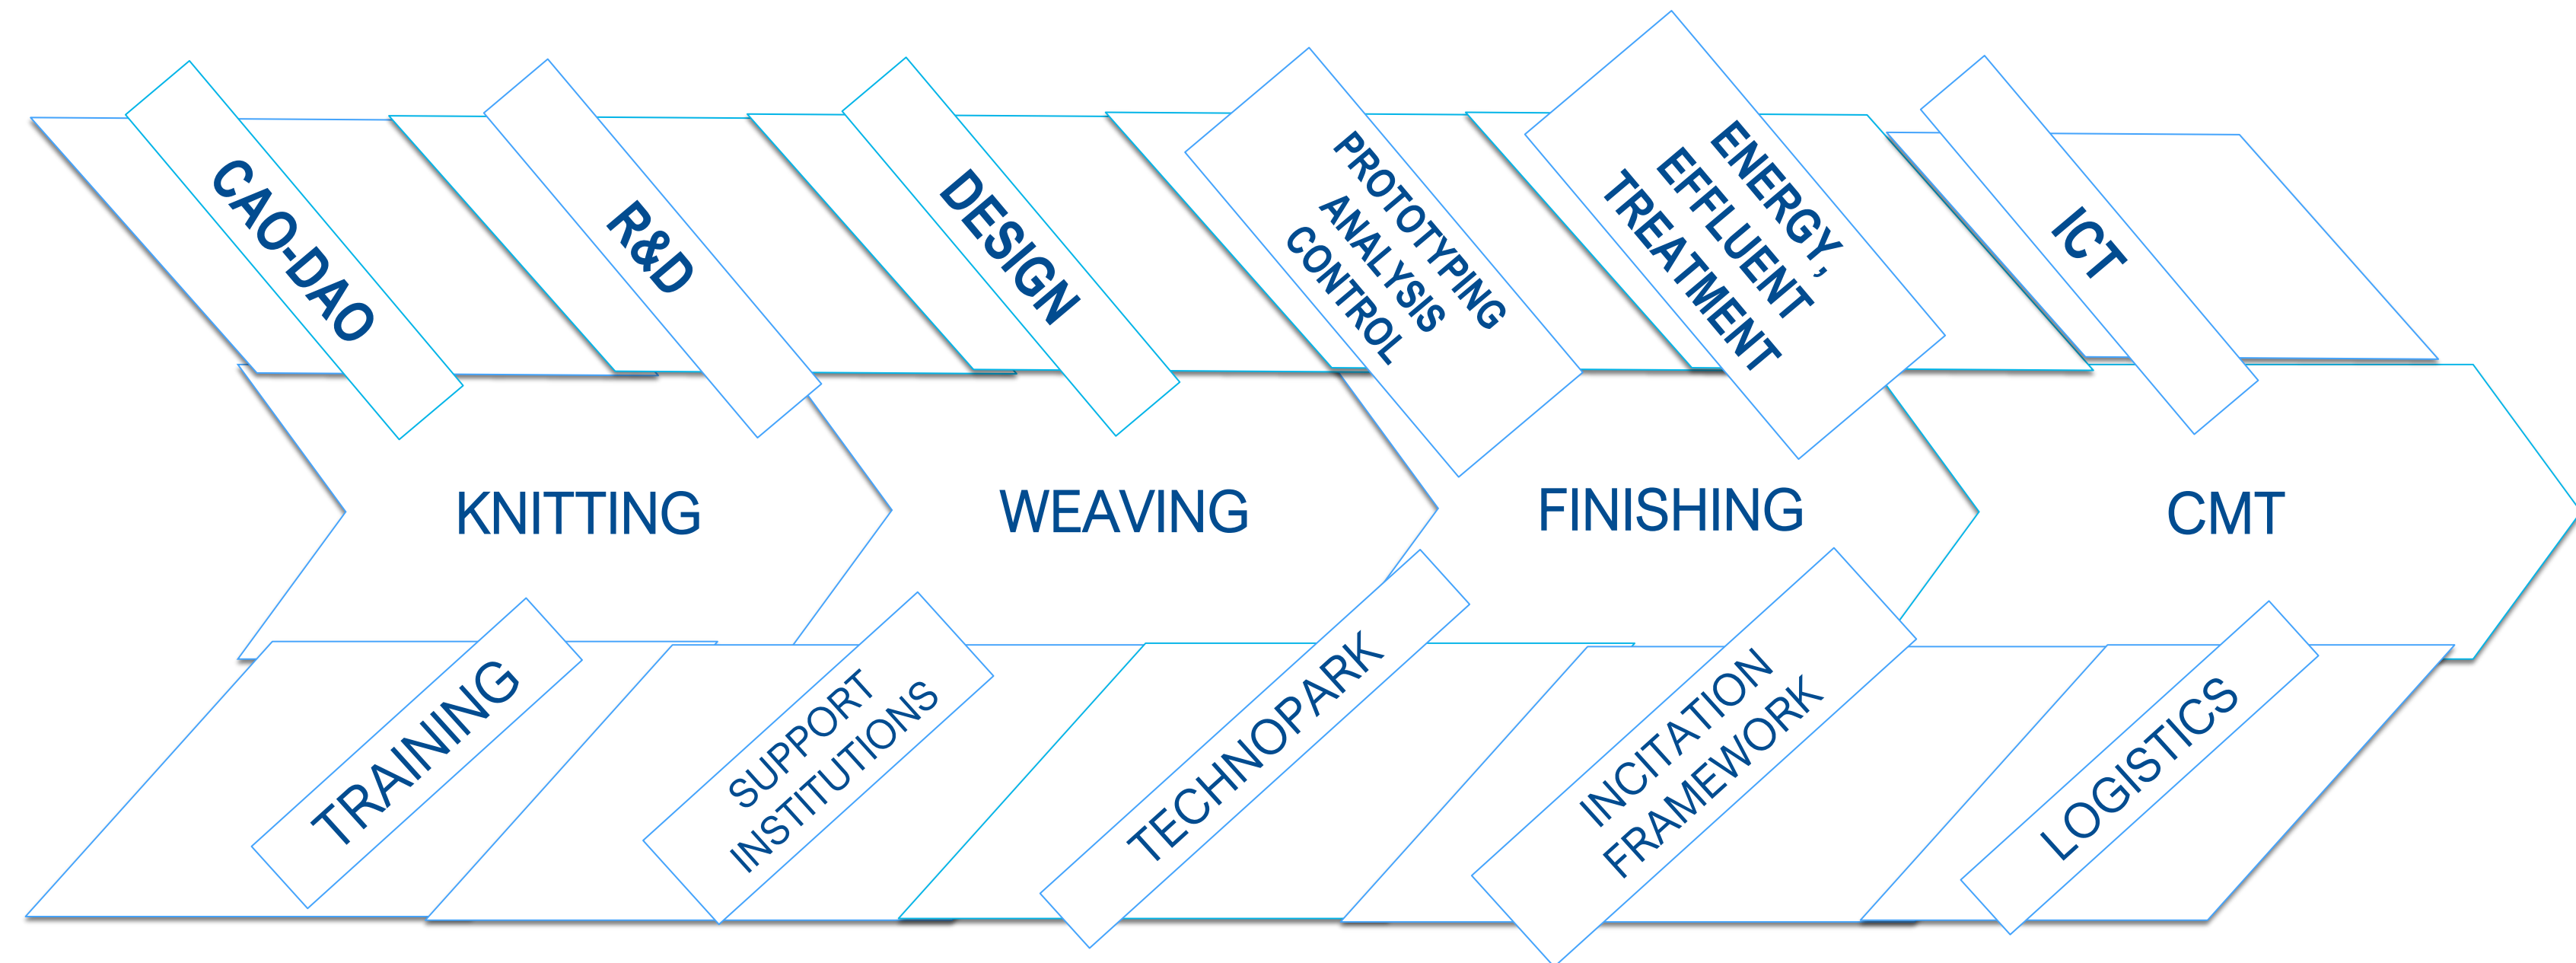 CAO-DAO
R&D
DESIGN
PROTOTYPING
ANALYSIS
CONTROL
ENERGY,
EFFLUENT
TREATMENT
ICT
KNITTING
WEAVING
FINISHING
CMT
TRAINING
SUPPORT
INSTITUTIONS
TECHNOPARK
INCITATION
FRAMEWORK
LOGISTICS